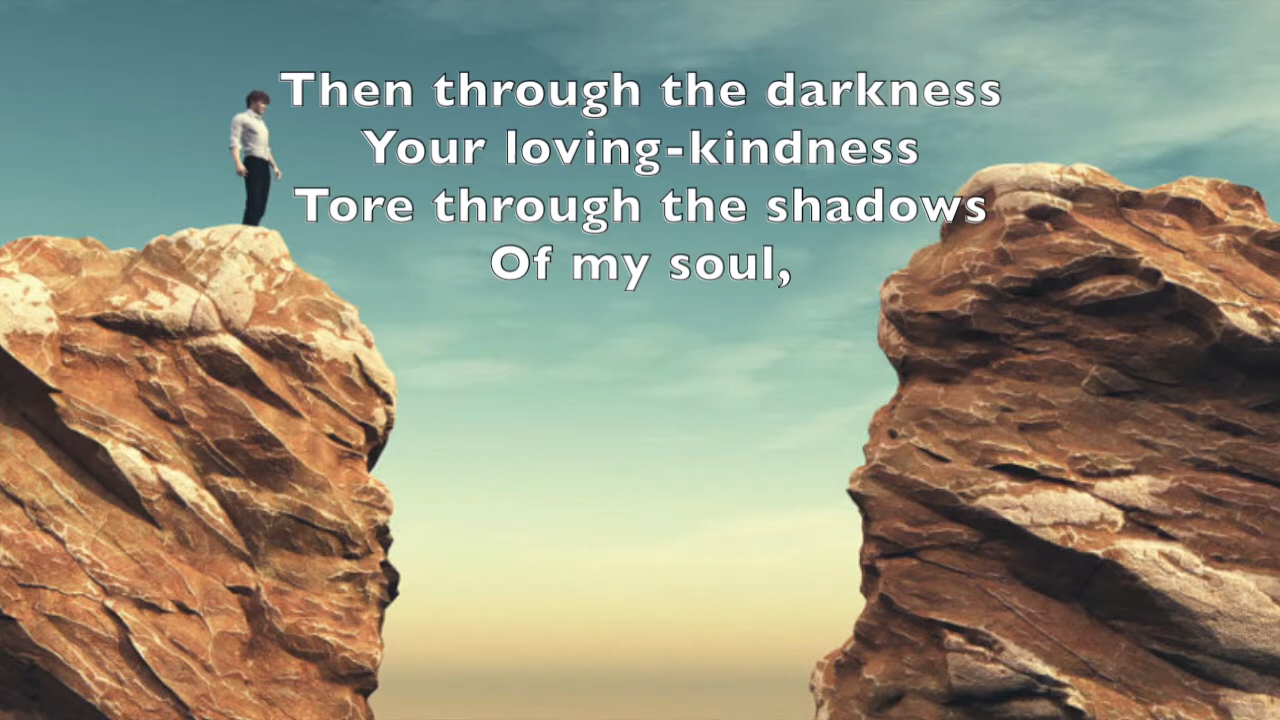 Then through the darkness
Your loving-kindness
Tore through the shadows
Of my soul,